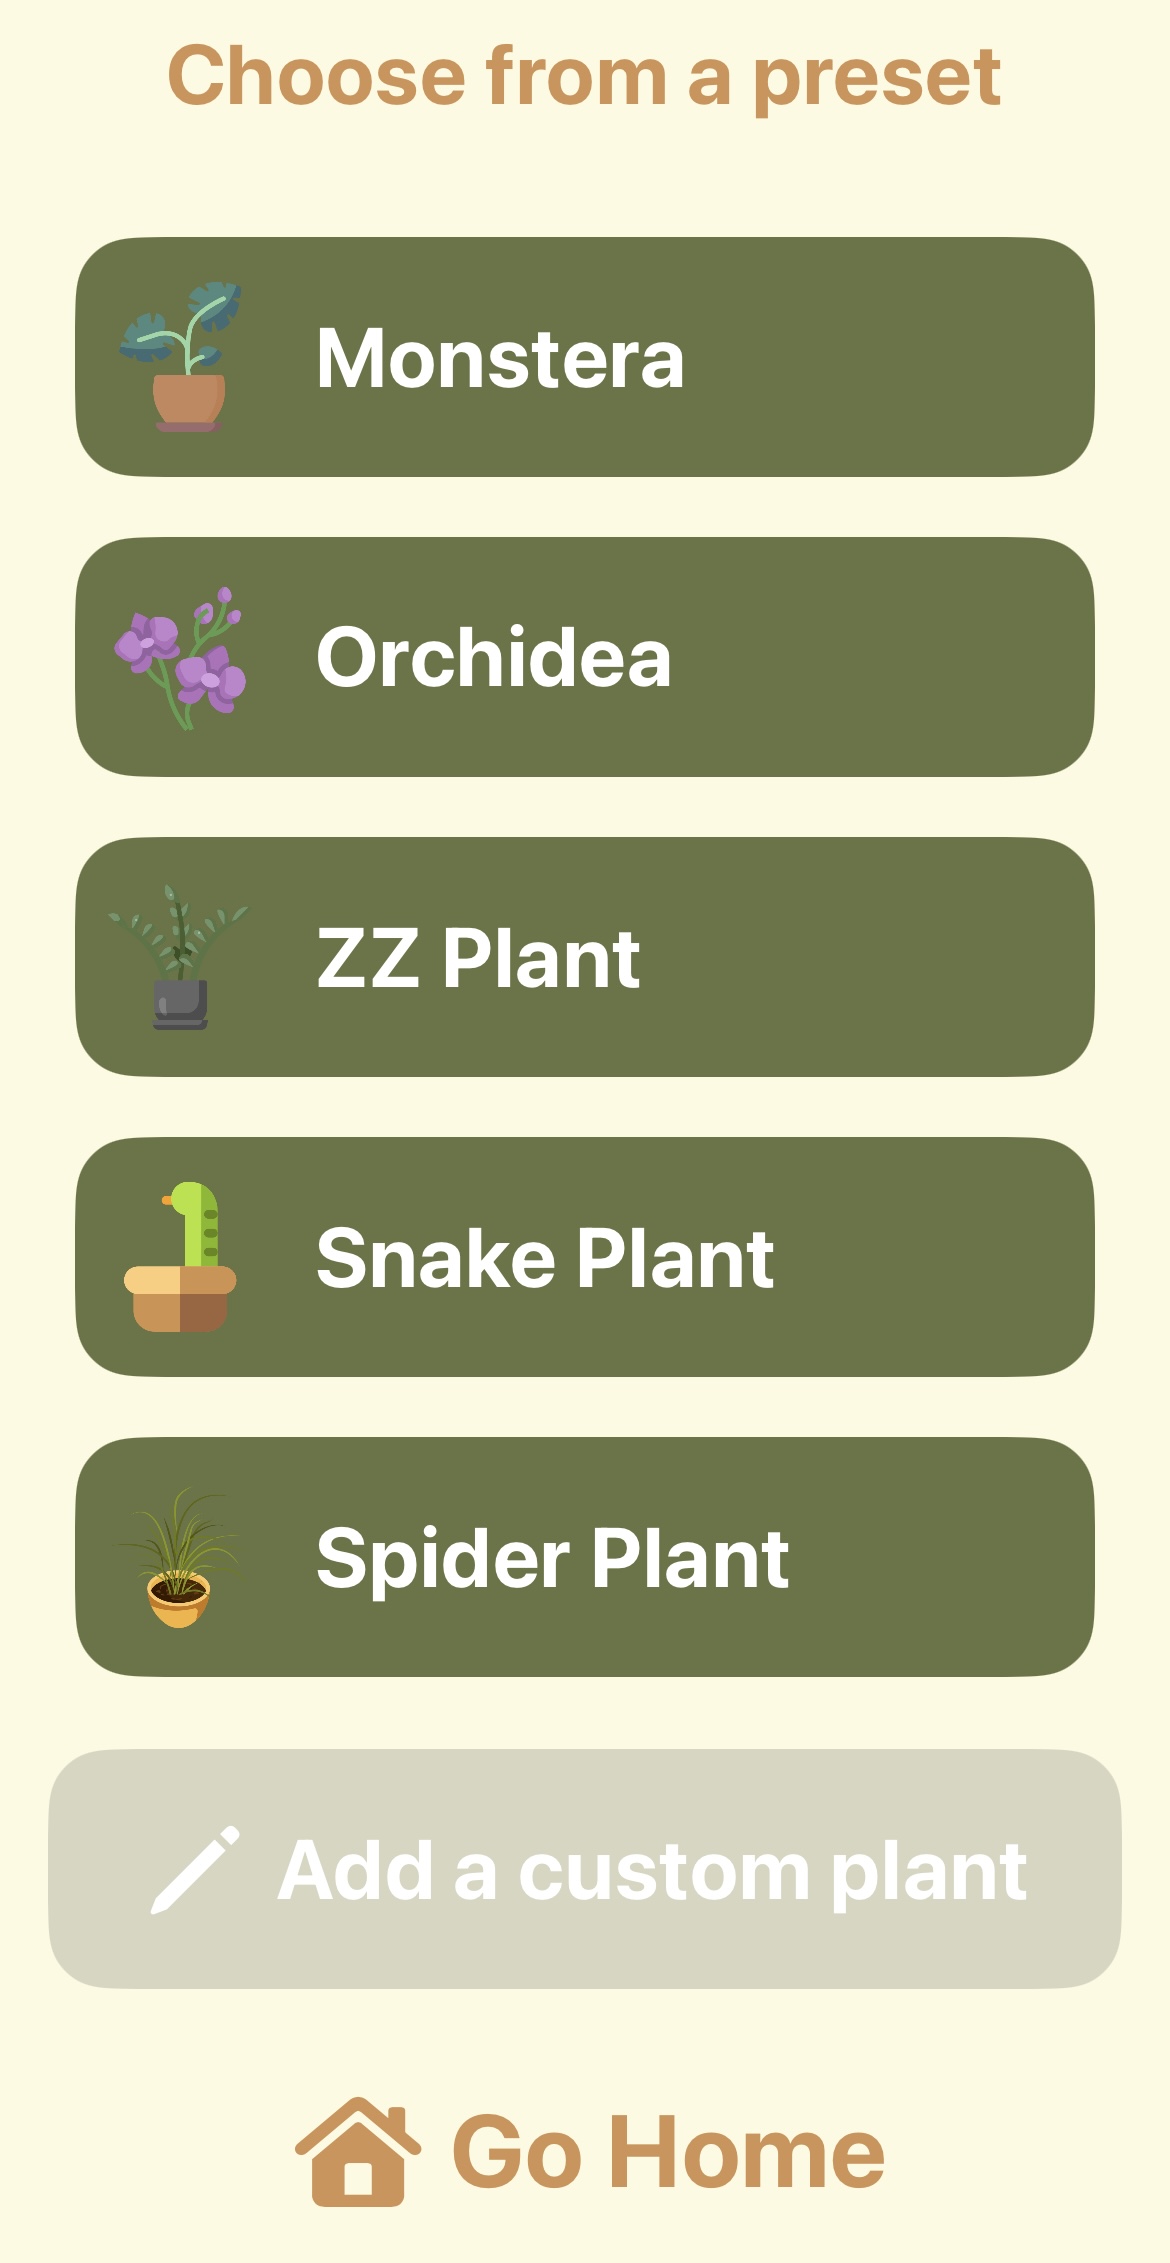 Choose from a preset
Monstera
Orchidea
ZZ Plant
Snake Plant
Spider Plant
Add a custom plant
Go Home